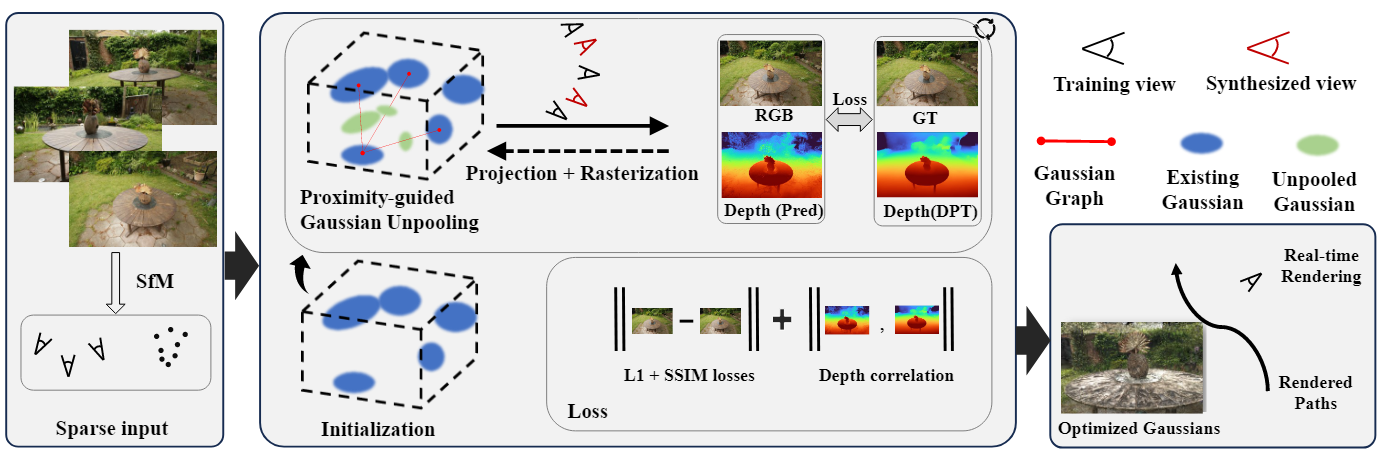 SfM
Sparse input
Proximity-guided
Gaussian Unpooling
Projection + Rasterization
RGB
Loss
GT
Depth (Pred)
Depth(DPT)
Initialization
L1 + SSIM losses
Depth correlation
Loss
Training view
Synthesized view
Gaussian
Graph
Existing
Gaussian
Unpooled
Gaussian
Real-time
Rendering
Rendered
Paths
Optimized Gaussians